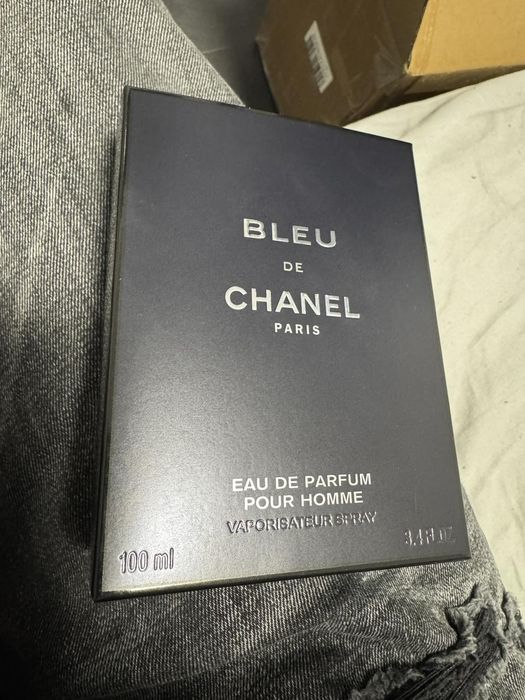 BLEU
DE
CHANEL
PARIS
EAU DE PARFUM
POUR HOMME
VAPORISATEUR SPRAY
100 ml
3.4 FL.OZ